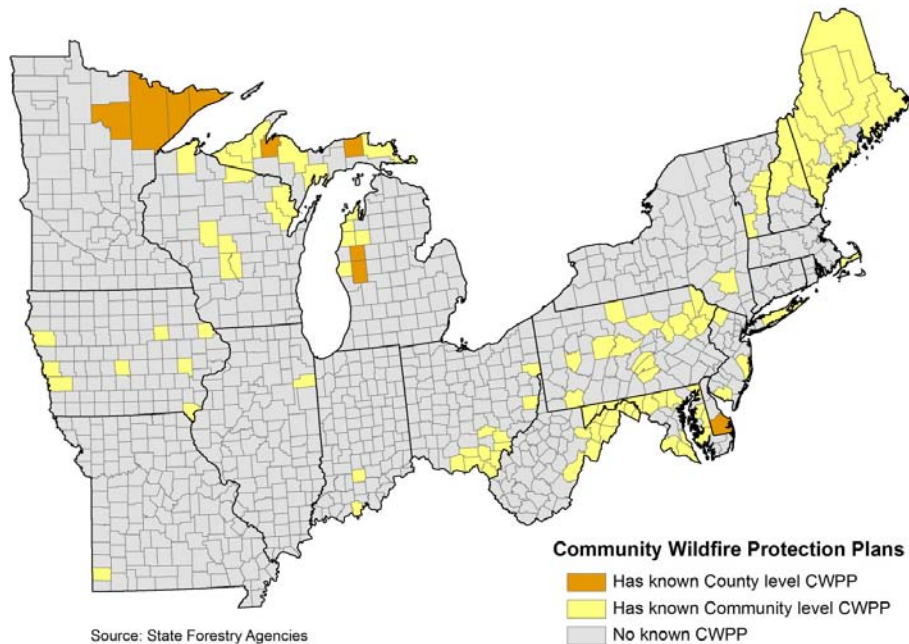 Community Wildfire Protection Plans
Has known County level CWPP
Has known Community level CWPP
No known CWPP
Source: State Forestry Agencies